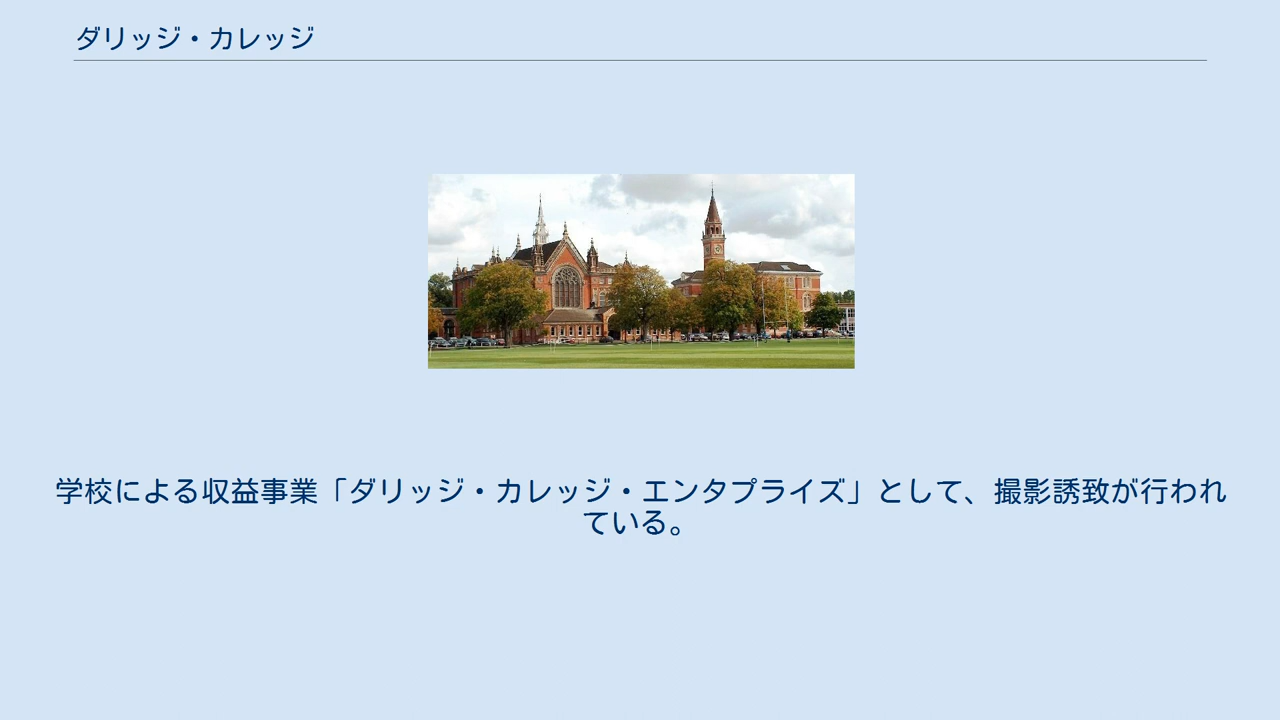 ダリッジ・カレッジ
学校による収益事業「ダリッジ・カレッジ・エンタプライズ」として、撮影誘致が行われ
ている。